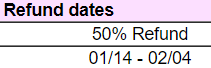 Refund dates
50% Refund
01/14 - 02/04